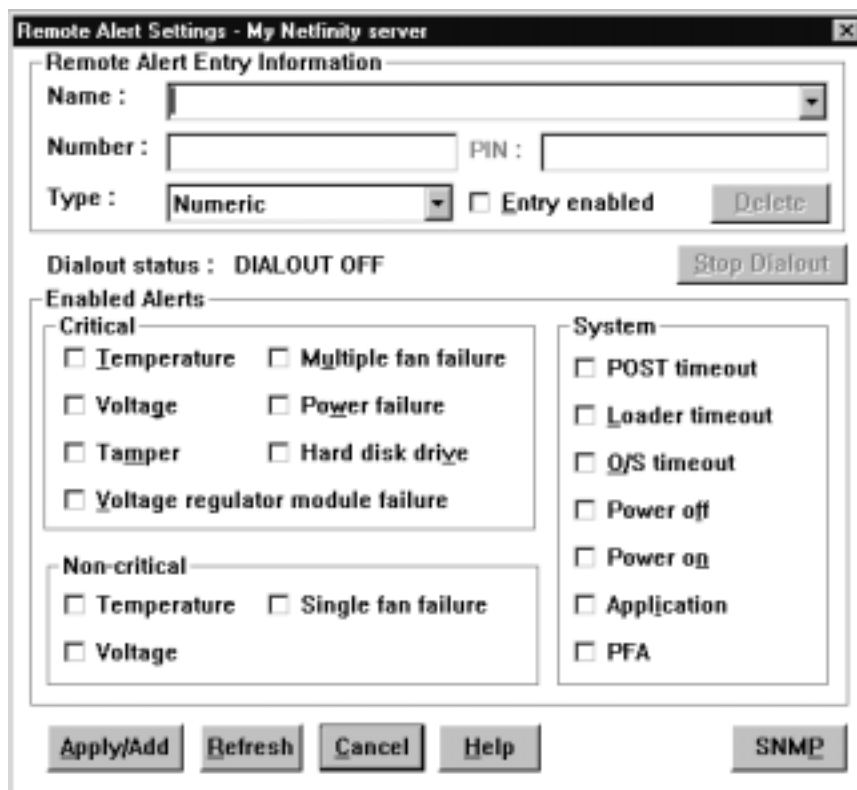 Remote Alert Settings - My Netfinity server
Remote Alert Entry Information
Name :
Number : PIN :
Type : Numeric Entry enabled Delete
Dialout status : DIALOUT OFF Stop Dialout
Enabled Alerts
Critical
Temperature Multiple fan failure
Voltage Power failure
Tamper Hard disk drive
Voltage regulator module failure
Non-critical
Temperature Single fan failure
Voltage
System
POST timeout
Loader timeout
O/S timeout
Power off
Power on
Application
PFA
Apply/Add Refresh Cancel Help SNMP